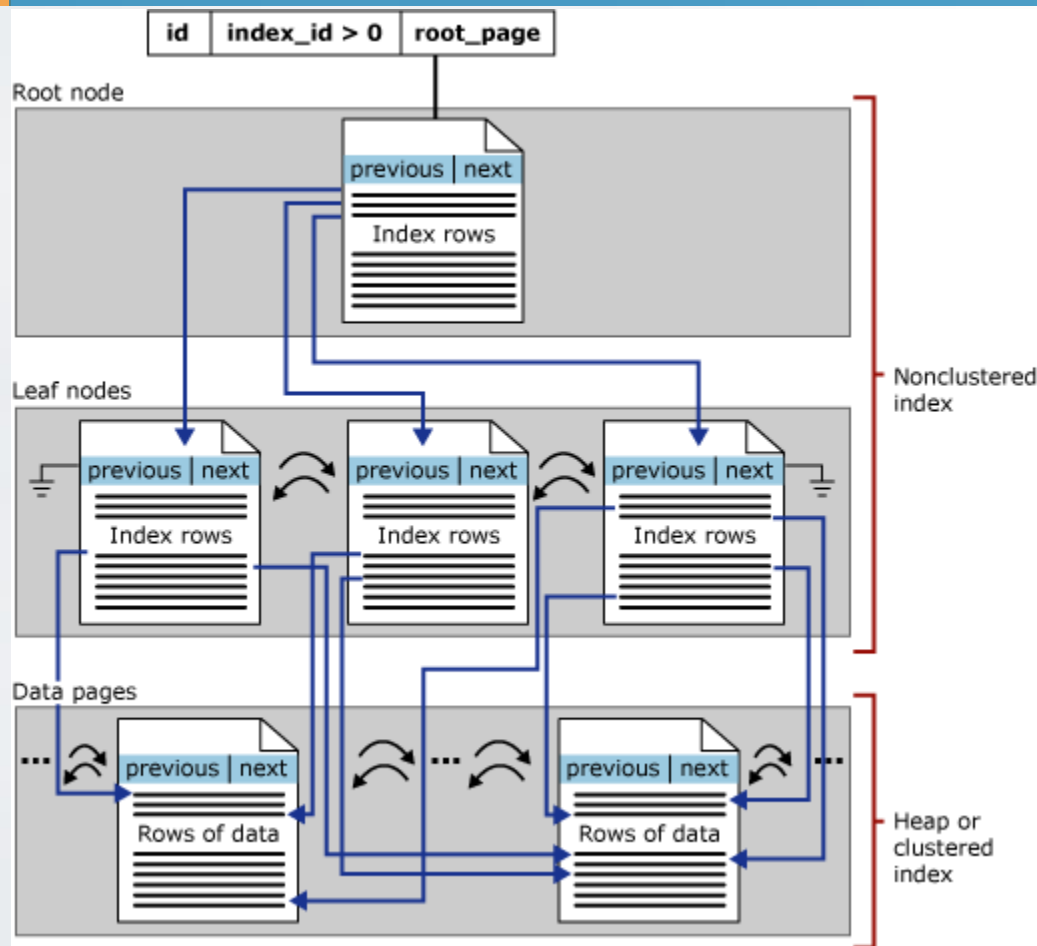 id index_id > 0 root_page
Root node
previous next
Index rows
Nonclustered
index
Leaf nodes
previous next previous next previous next
Index rows Index rows Index rows
Data pages
... ... ...
previous next previous next
Rows of data Rows of data
Heap or
clustered
index